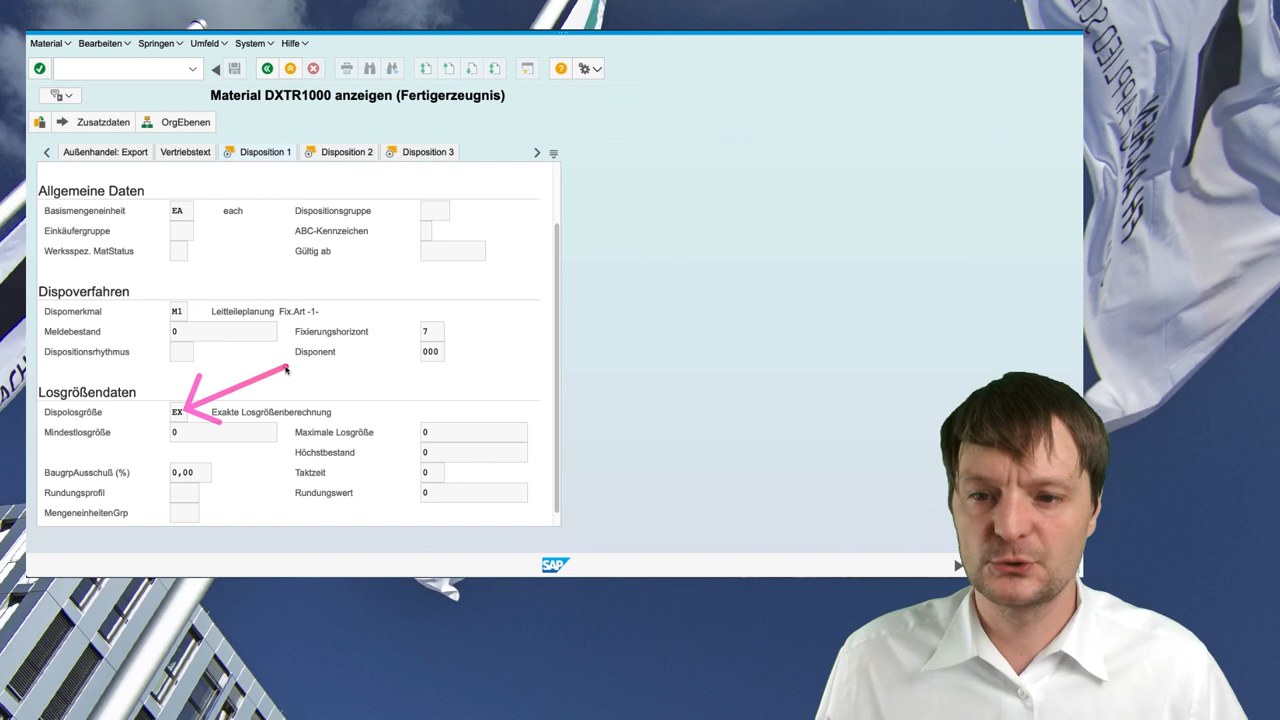 Material Bearbeiten Springen Umfeld System Hilfe
Material DXTR1000 anzeigen (Fertigerzeugnis)
Zusatzdaten OrgEbenen
Außenhandel: Export Vertriebstext Disposition 1 Disposition 2 Disposition 3
Allgemeine Daten
Basismengeneinheit EA each Dispositionsgruppe
Einkäufergruppe ABC-Kennzeichen
Werksspez. MatStatus Gültig ab
Dispoverfahren
Dispomerkmal M1 Leitteileplanung Fix.Art -1-
Meldebestand 0 Fixierungshorizont 7
Dispositionsrhythmus Disponent 000
Losgrößendaten
Dispolosgröße EX Exakte Losgrößenberechnung
Mindestlosgröße 0 Maximale Losgröße 0
Höchstbestand 0
BaugrpAusschuß (%) 0,00 Taktzeit 0
Rundungsprofil Rundungswert 0
MengeneinheitenGrp
SAP